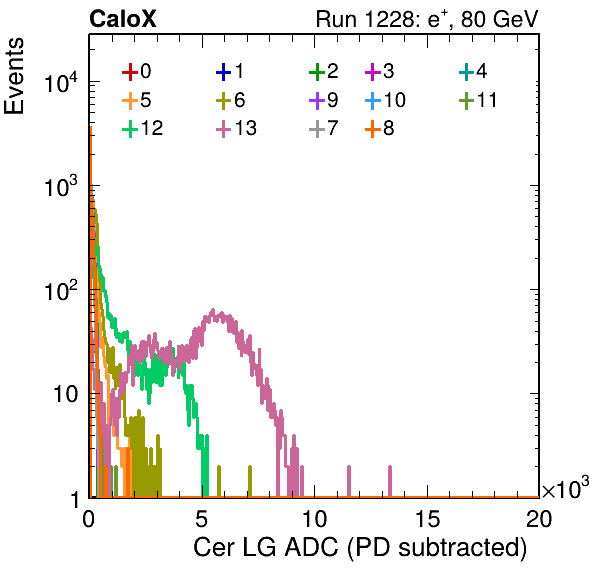 CaloX Run 1228: e⁺, 80 GeV
Events
0 1 2 3 4
5 6 9 10 11
12 13 7 8
10⁴
10³
10²
10
1
0 5 10 15 20
×10³
Cer LG ADC (PD subtracted)